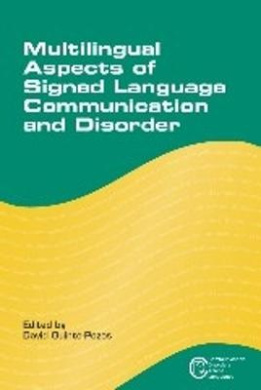 Multilingual
Aspects of
Signed Language
Communication
and Disorder
Edited by
David Quinto-Pozos